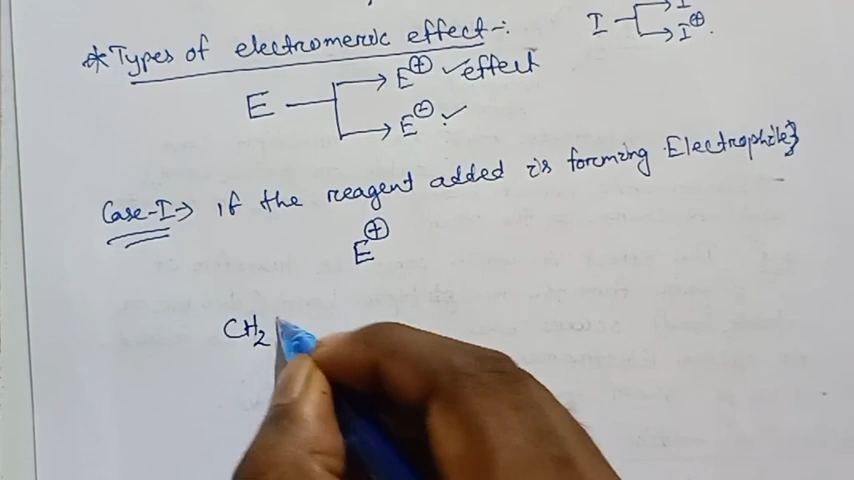 *Types of electromeric effect-:
I → I
→ I⊕.
E → E⊕ ✓ effect
→ E⊖ ✓
Case-I→ if the reagent added is forming Electrophile}
E⊕
CH2